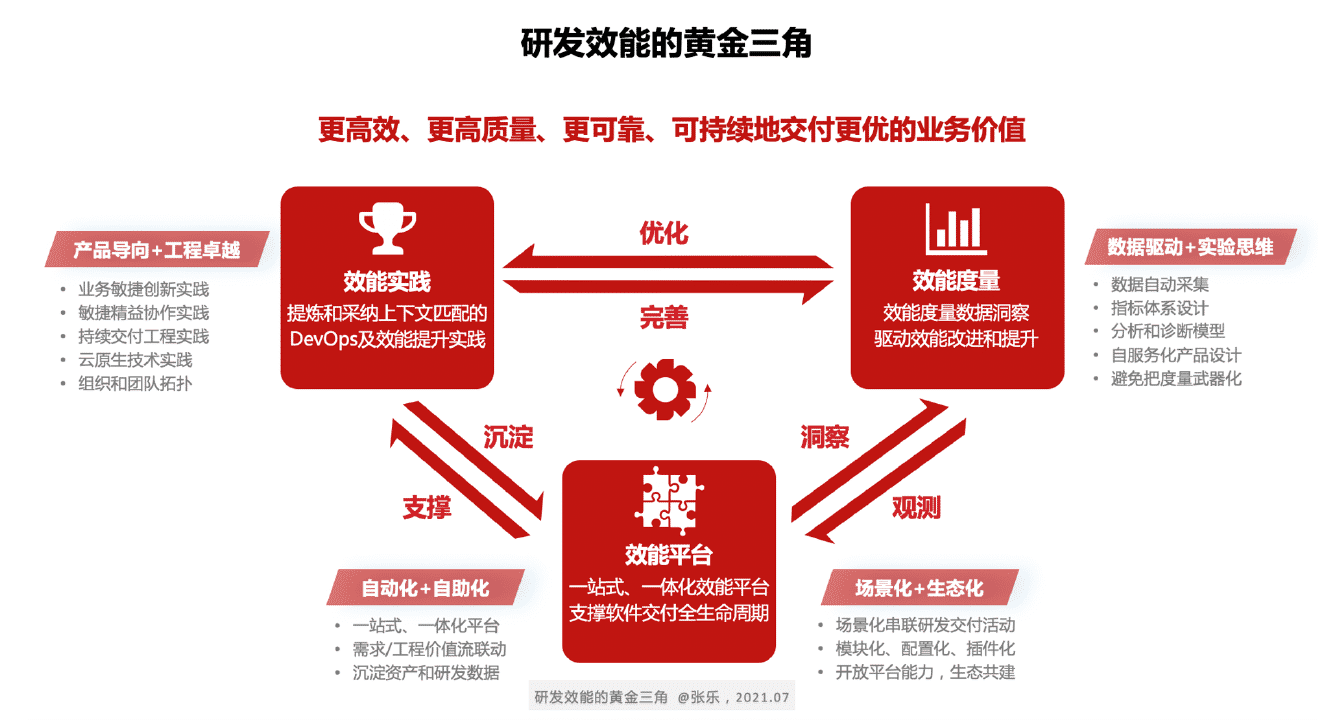 研发效能的黄金三角
更高效、更高质量、更可靠、可持续地交付更优的业务价值
产品导向+工程卓越
• 业务敏捷创新实践
• 敏捷精益协作实践
• 持续交付工程实践
• 云原生技术实践
• 组织和团队拓扑
效能实践
提炼和采纳上下文匹配的
DevOps及效能提升实践
优化
完善
效能度量
效能度量数据洞察
驱动效能改进和提升
数据驱动+实验思维
• 数据自动采集
• 指标体系设计
• 分析和诊断模型
• 自服务化产品设计
• 避免把度量武器化
沉淀
支撑
洞察
观测
效能平台
一站式、一体化效能平台
支撑软件交付全生命周期
自动化+自助化
• 一站式、一体化平台
• 需求/工程价值流联动
• 沉淀资产和研发数据
场景化+生态化
• 场景化串联研发交付活动
• 模块化、配置化、插件化
• 开放平台能力，生态共建
研发效能的黄金三角 @张乐，2021.07